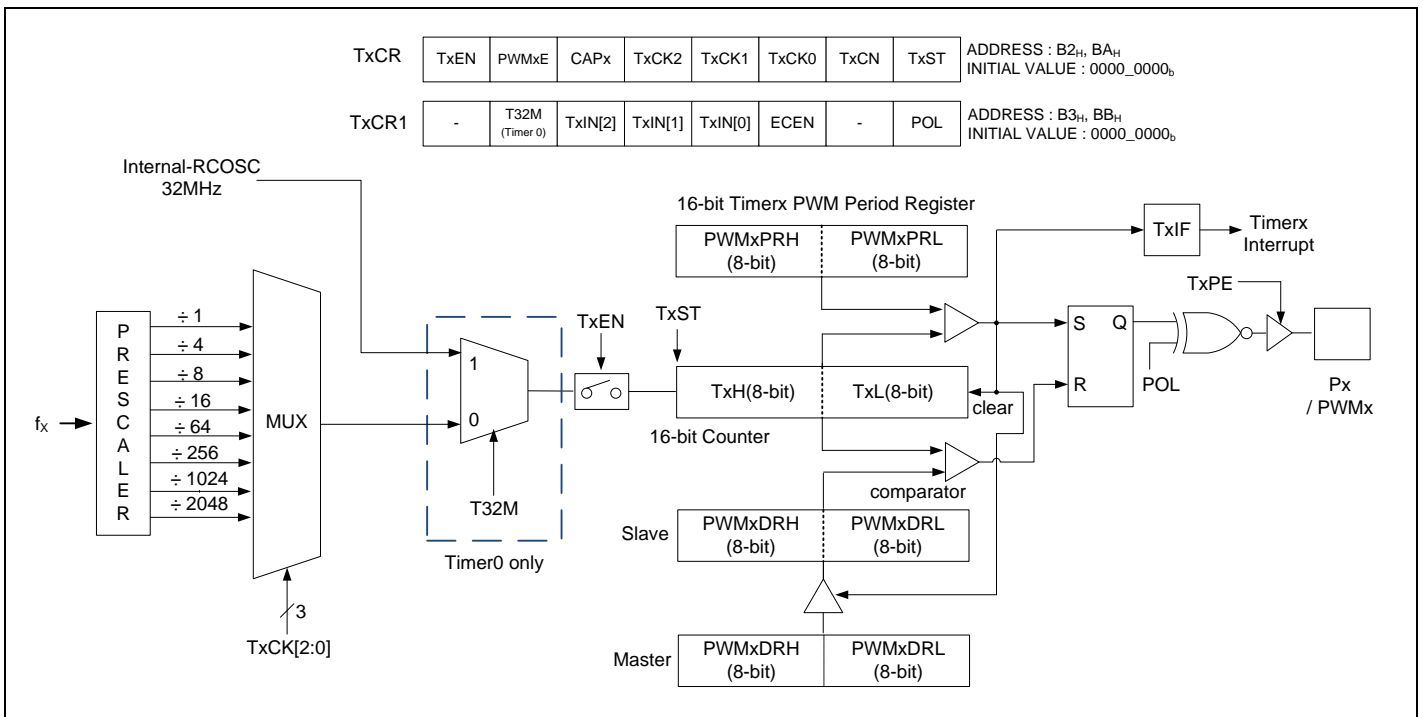 TxCR TxEN PWMxE CAPx TxCK2 TxCK1 TxCK0 TxCN TxST ADDRESS : B2H, BAH
INITIAL VALUE : 0000_0000b
TxCR1 - T32M (Timer 0) TxIN[2] TxIN[1] TxIN[0] ECEN - POL ADDRESS : B3H, BBH
INITIAL VALUE : 0000_0000b
Internal-RCOSC
32MHz
16-bit Timerx PWM Period Register
PWMxPRH (8-bit) PWMxPRL (8-bit)
TxIF
Timerx
Interrupt
fX
PRESCALER
÷ 1
÷ 4
÷ 8
÷ 16
÷ 64
÷ 256
÷ 1024
÷ 2048
MUX
3
TxCK[2:0]
1
0
T32M
Timer0 only
TxEN
TxST
TxH(8-bit) TxL(8-bit)
clear
16-bit Counter
comparator
S Q
R
POL
TxPE
Px
/ PWMx
Slave PWMxDRH (8-bit) PWMxDRL (8-bit)
Master PWMxDRH (8-bit) PWMxDRL (8-bit)